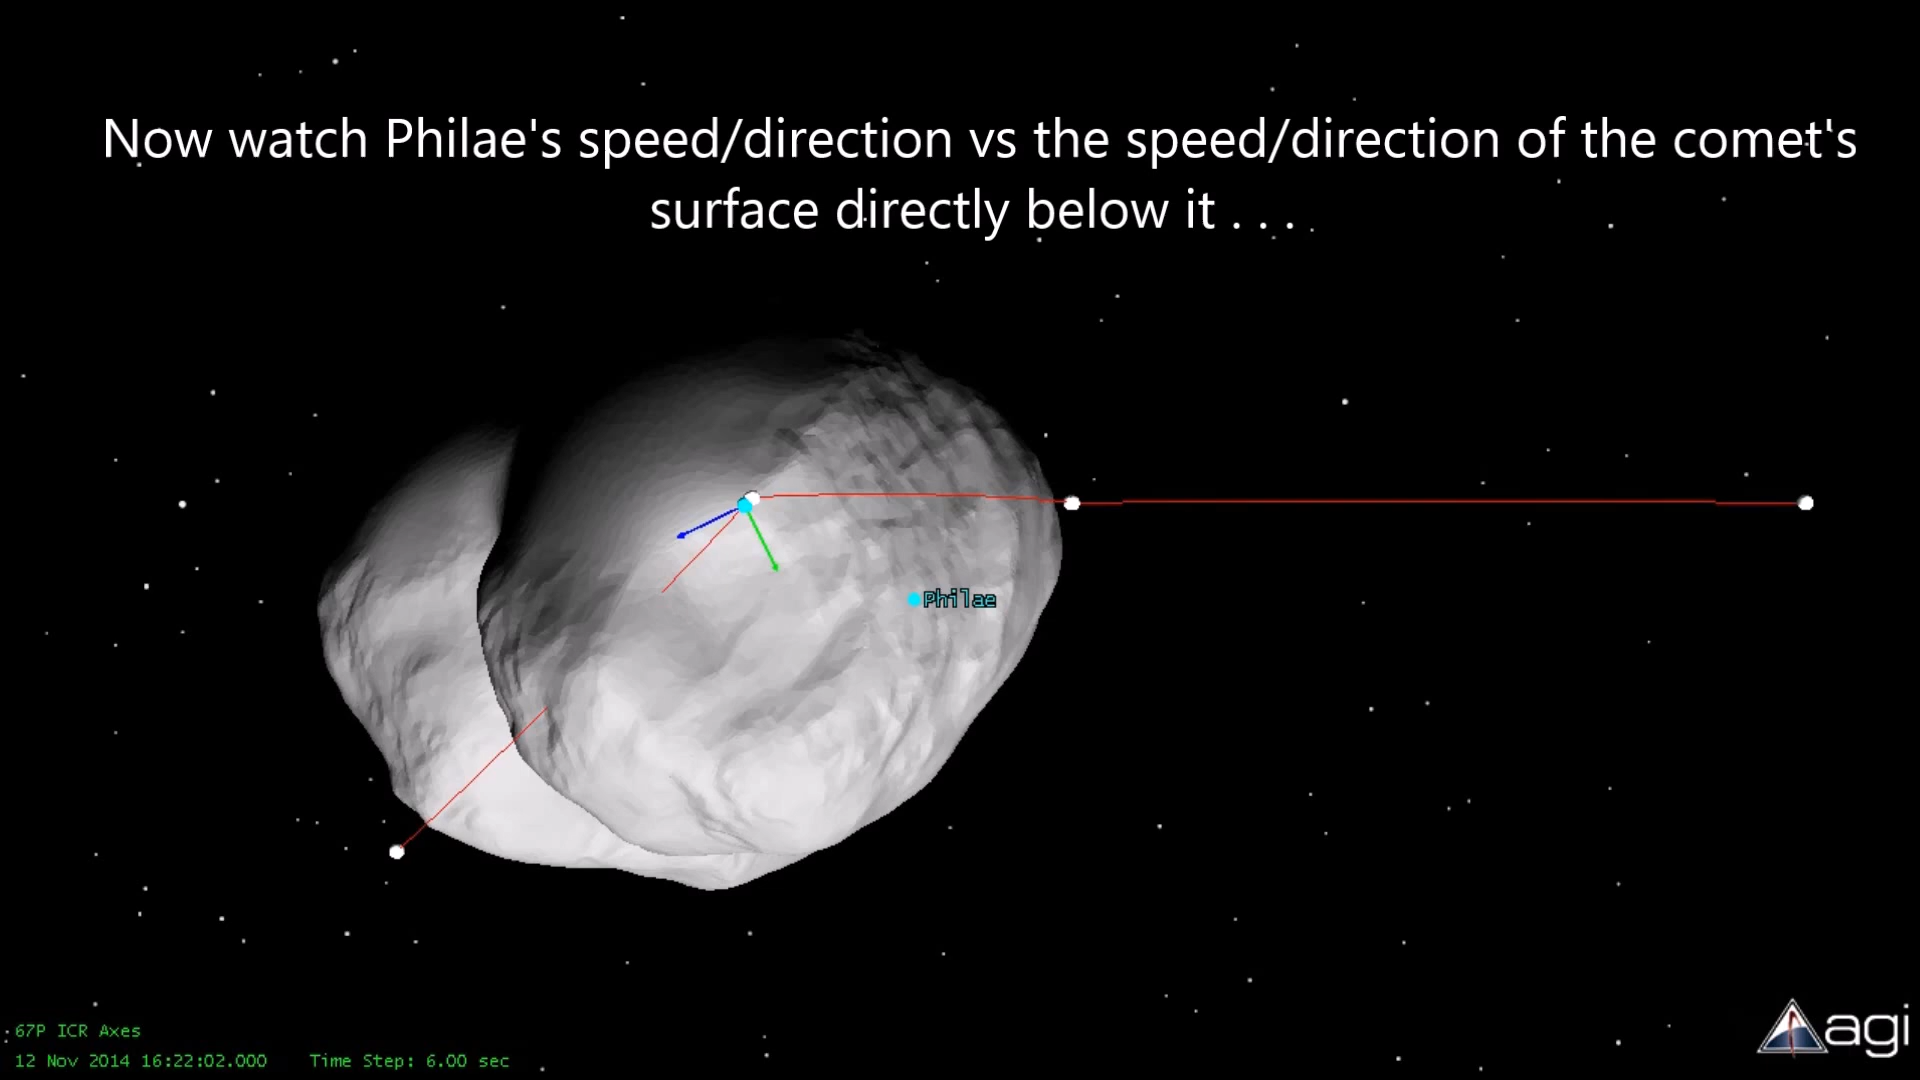 Now watch Philae's speed/direction vs the speed/direction of the comet's
surface directly below it . . .
Philae
67P ICR Axes
12 Nov 2014 16:22:02.000 Time Step: 6.00 sec
agi